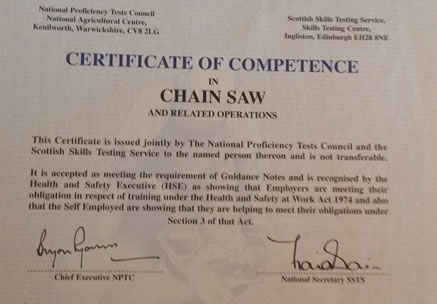 National Proficiency Tests Council
National Agricultural Centre,
Kenilworth, Warwickshire, CV8 2LG
Scottish Skills Testing Service,
Skills Testing Centre,
Ingliston, Edinburgh EH28 8NE
CERTIFICATE OF COMPETENCE
IN
CHAIN SAW
AND RELATED OPERATIONS
This Certificate is issued jointly by The National Proficiency Tests Council and the
Scottish Skills Testing Service to the named person thereon and is not transferable.
It is accepted as meeting the requirement of Guidance Notes and is recognised by the
Health and Safety Executive (HSE) as showing that Employers are meeting their
obligation in respect of training under the Health and Safety at Work Act 1974 and also
that the Self Employed are showing that they are helping to meet their obligations under
Section 3 of that Act.
Chief Executive NPTC
National Secretary SSTS